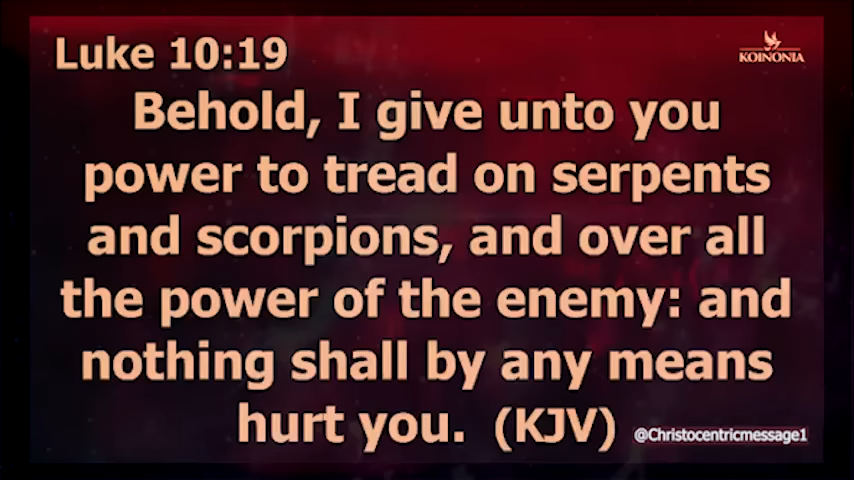 Luke 10:19
KOINONIA
Behold, I give unto you
power to tread on serpents
and scorpions, and over all
the power of the enemy: and
nothing shall by any means
hurt you. (KJV)
@Christocentricmessage1